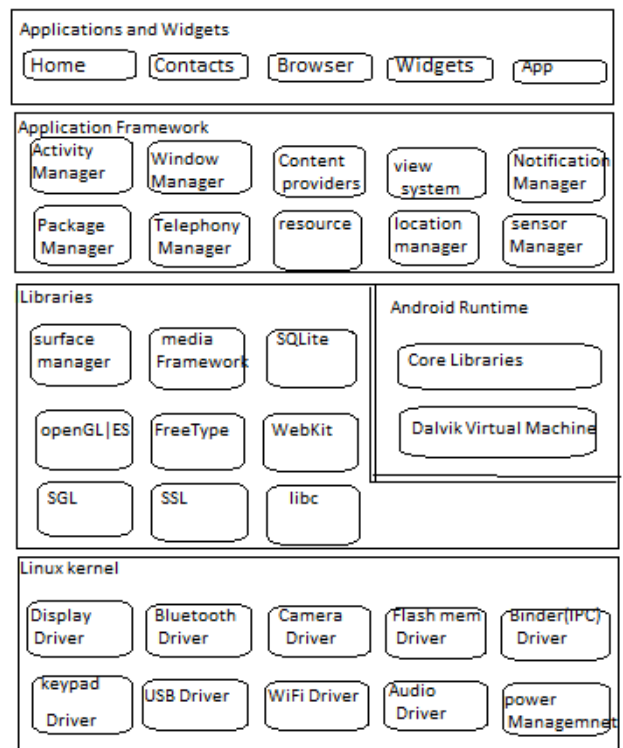 Applications and Widgets
Home
Contacts
Browser
Widgets
App
Application Framework
Activity
Manager
Window
Manager
Content
providers
view
system
Notification
Manager
Package
Manager
Telephony
Manager
resource
location
manager
sensor
Manager
Libraries
surface
manager
media
Framework
SQLite
openGL|ES
FreeType
WebKit
SGL
SSL
libc
Android Runtime
Core Libraries
Dalvik Virtual Machine
Linux kernel
Display
Driver
Bluetooth
Driver
Camera
Driver
Flash mem
Driver
Binder(IPC)
Driver
keypad
Driver
USB Driver
WiFi Driver
Audio
Driver
power
Managemnet